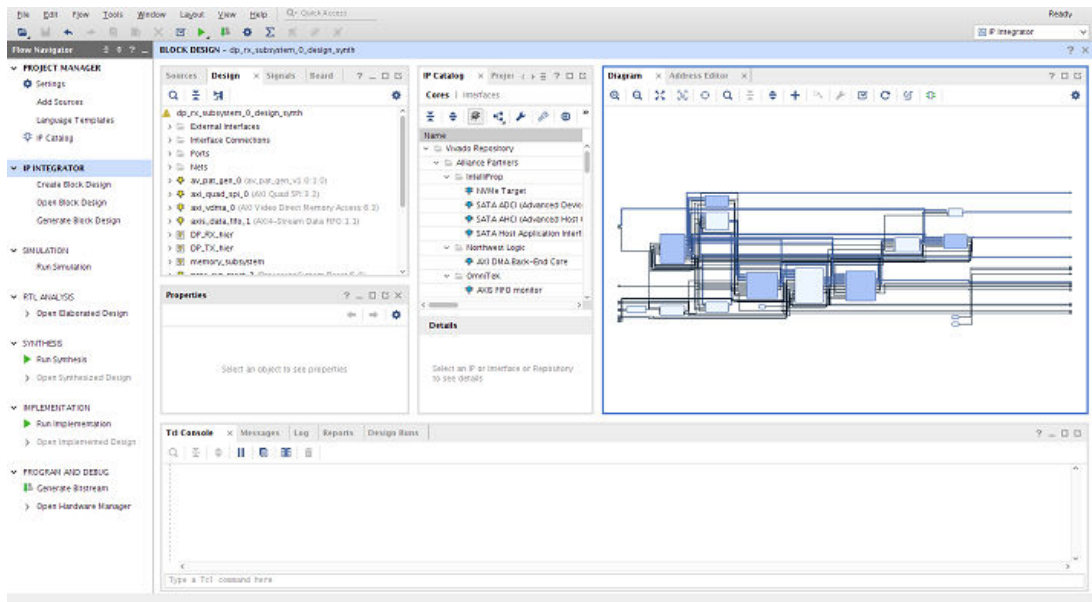 File Edit Flow Tools Window Layout View Help Q- Quick Access Ready
IP Integrator
Flow Navigator
BLOCK DESIGN - dp_rx_subsystem_0_design_synth
PROJECT MANAGER
Settings
Add Sources
Language Templates
IP Catalog
IP INTEGRATOR
Create Block Design
Open Block Design
Generate Block Design
SIMULATION
Run Simulation
RTL ANALYSIS
Open Elaborated Design
SYNTHESIS
Run Synthesis
Open Synthesized Design
IMPLEMENTATION
Run Implementation
Open Implemented Design
PROGRAM AND DEBUG
Generate Bitstream
Open Hardware Manager
Sources Design Signals Board
dp_rx_subsystem_0_design_synth
External Interfaces
Interface Connections
Ports
Nets
av_pat_gen_0 (av_pat_gen_v1.0:1.0)
axi_quad_spi_0 (AXI Quad SPI:3.2)
axi_vdma_0 (AXI Video Direct Memory Access:6.3)
axis_data_fifo_1 (AXI4-Stream Data FIFO:1.1)
DP_RX_hier
DP_TX_hier
memory_subsystem
Properties
Select an object to see properties
IP Catalog Projec
Cores | Interfaces
Name
Vivado Repository
Alliance Partners
IntelliProp
NVMe Target
SATA ADCI (Advanced Devic
SATA AHCI (Advanced Host C
SATA Host Application Interf
Northwest Logic
AXI DMA Back-End Core
OmniTek
AXIS FIFO monitor
Details
Select an IP or Interface or Repository
to see details
Diagram Address Editor
Tcl Console Messages Log Reports Design Runs
Type a Tcl command here